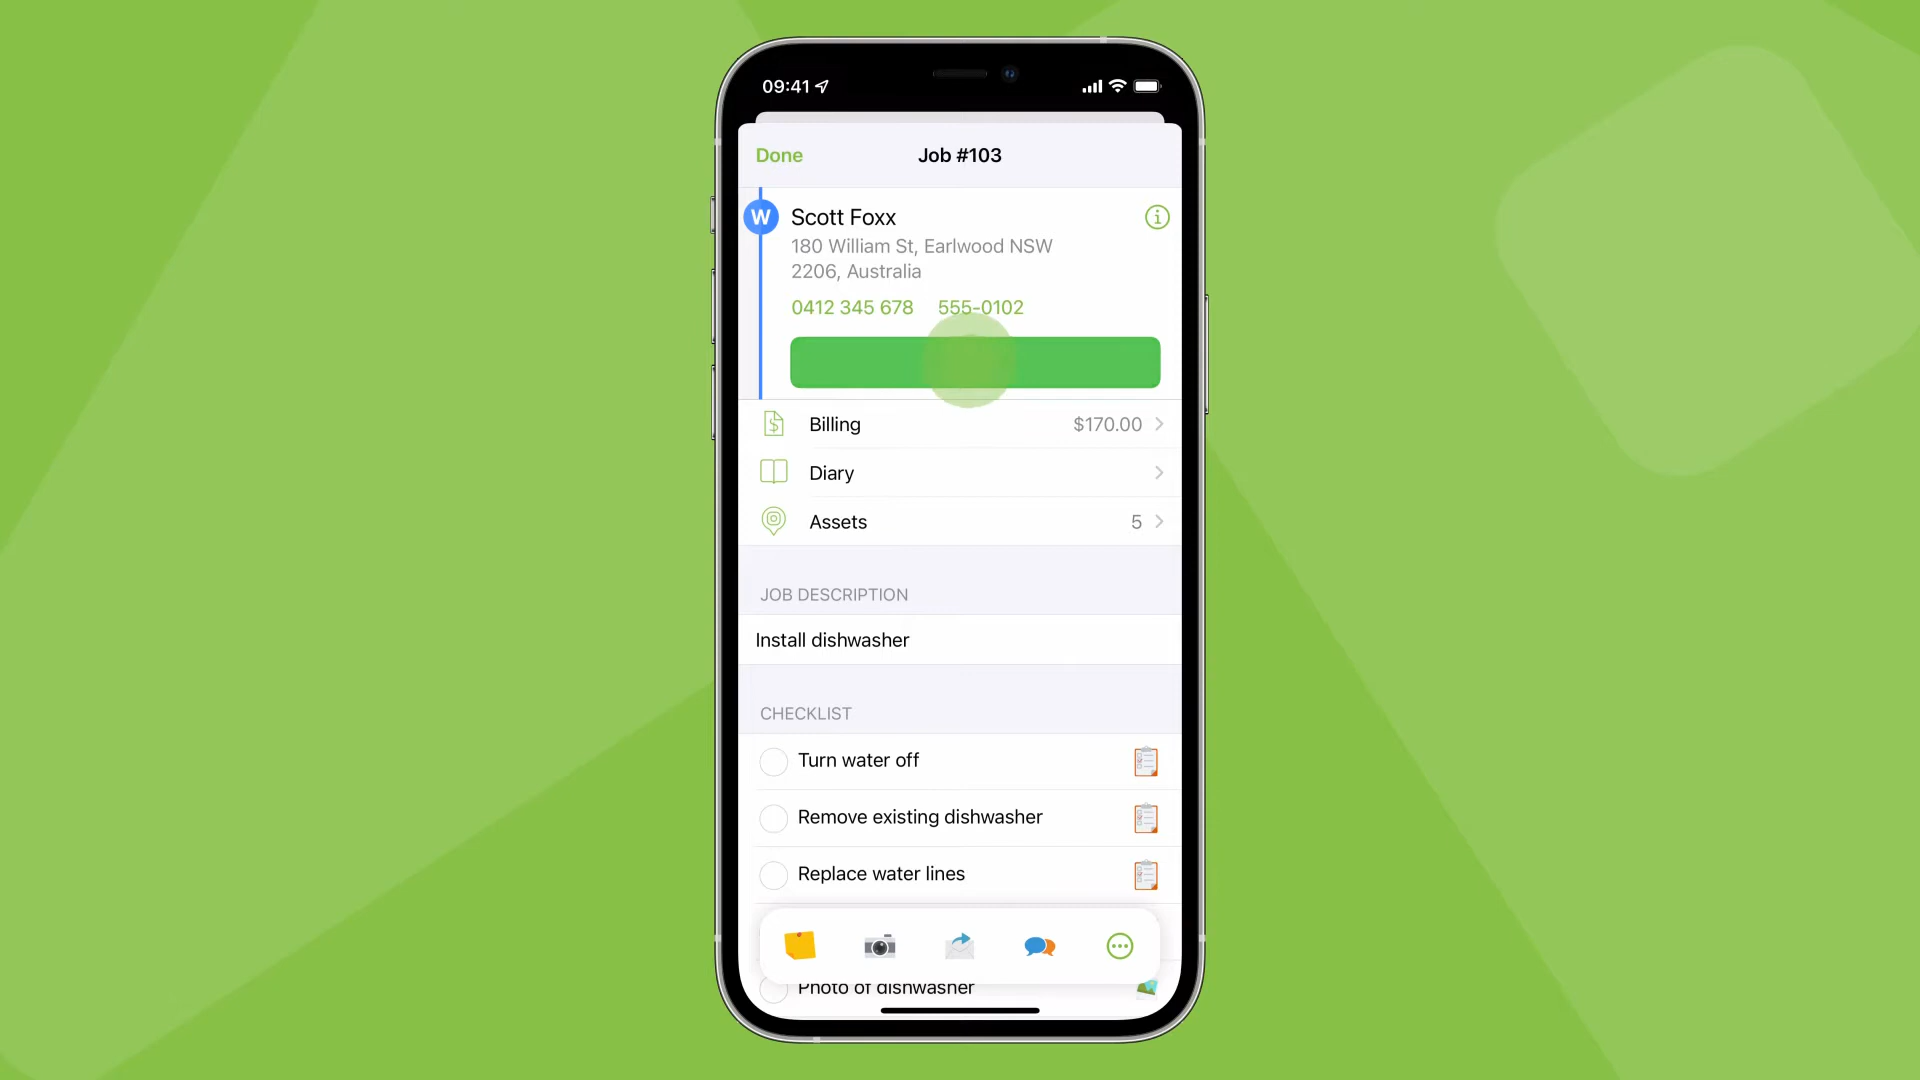 09:41
Done
Job #103
W
Scott Foxx
180 William St, Earlwood NSW
2206, Australia
0412 345 678 555-0102
Billing $170.00
Diary
Assets 5
JOB DESCRIPTION
Install dishwasher
CHECKLIST
Turn water off
Remove existing dishwasher
Replace water lines
Photo of dishwasher